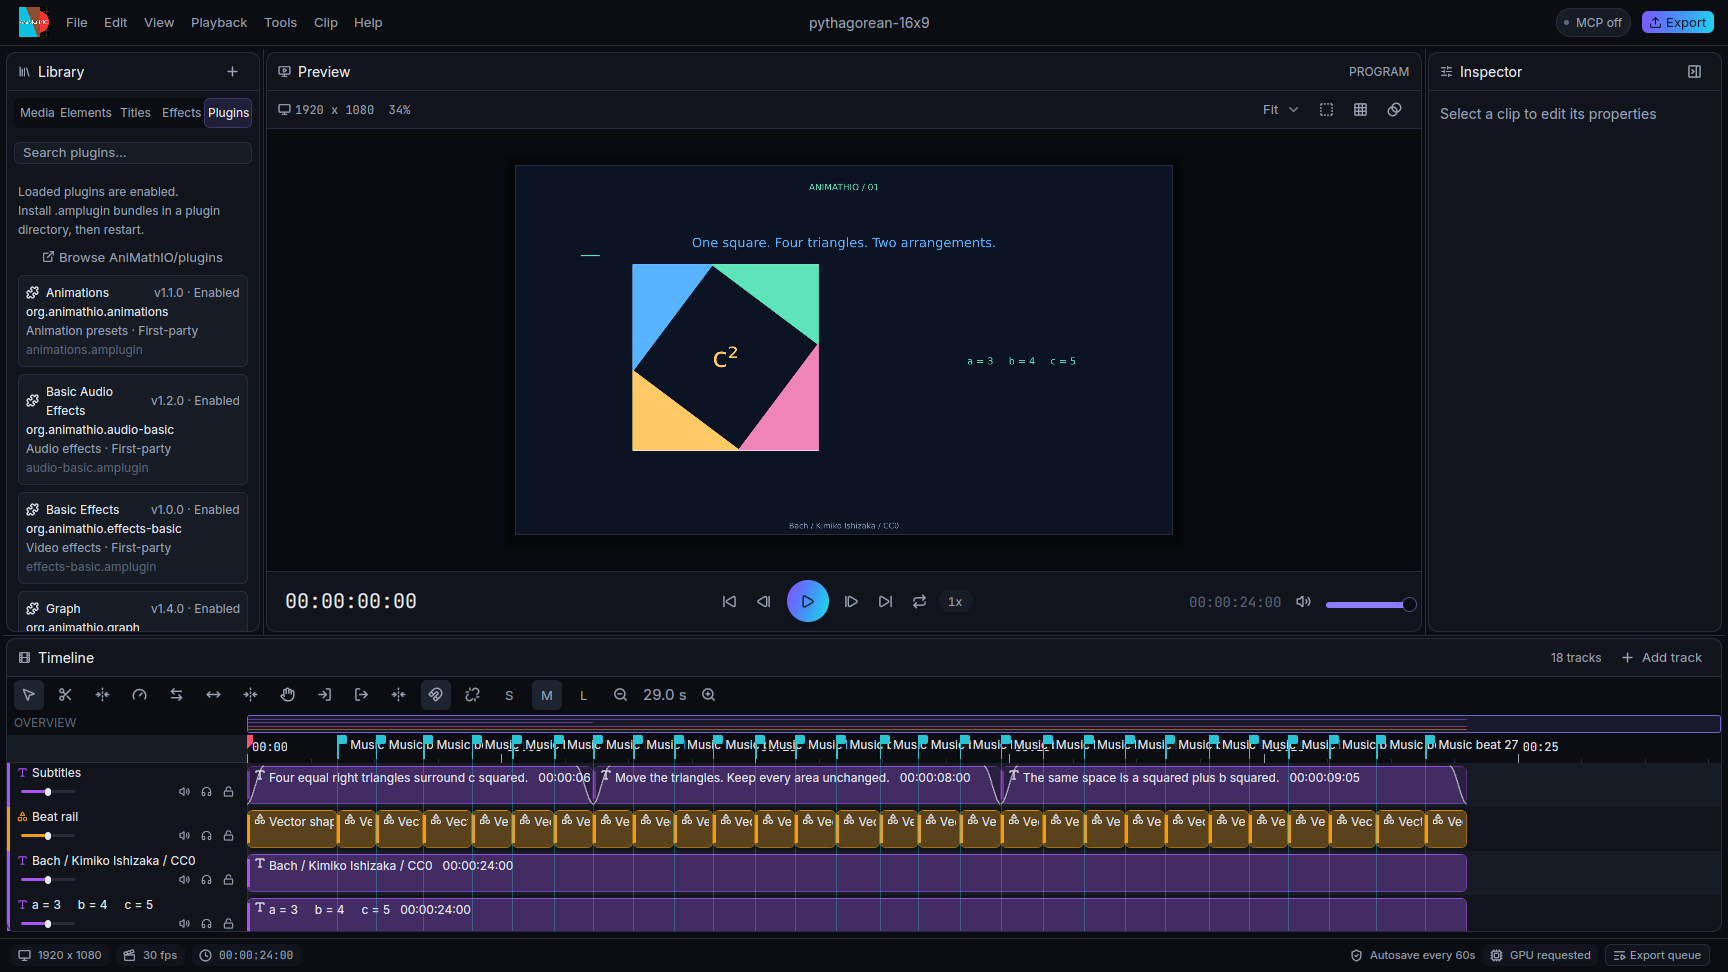 File Edit View Playback Tools Clip Help
pythagorean-16x9
MCP off
Export
Library
Media Elements Titles Effects Plugins
Search plugins...
Loaded plugins are enabled.
Install .amplugin bundles in a plugin
directory, then restart.
Browse AniMathIO/plugins
Animations v1.1.0 · Enabled
org.animathio.animations
Animation presets · First-party
animations.amplugin
Basic Audio
Effects
v1.2.0 · Enabled
org.animathio.audio-basic
Audio effects · First-party
audio-basic.amplugin
Basic Effects v1.0.0 · Enabled
org.animathio.effects-basic
Video effects · First-party
effects-basic.amplugin
Graph v1.4.0 · Enabled
org.animathio.graph
Preview
PROGRAM
1920 x 1080 34%
Fit
ANIMATHIO / 01
One square. Four triangles. Two arrangements.
c²
a = 3 b = 4 c = 5
Bach / Kimiko Ishizaka / CC0
00:00:00:00
1x
00:00:24:00
Inspector
Select a clip to edit its properties
Timeline
18 tracks
Add track
S M L
29.0 s
OVERVIEW
00:00
Music beat 27
00:25
Subtitles
Four equal right triangles surround c squared. 00:00:06
Move the triangles. Keep every area unchanged. 00:00:08:00
The same space is a squared plus b squared. 00:00:09:05
Beat rail
Bach / Kimiko Ishizaka / CC0
Bach / Kimiko Ishizaka / CC0 00:00:24:00
a = 3 b = 4 c = 5
a = 3 b = 4 c = 5 00:00:24:00
1920 x 1080
30 fps
00:00:24:00
Autosave every 60s
GPU requested
Export queue